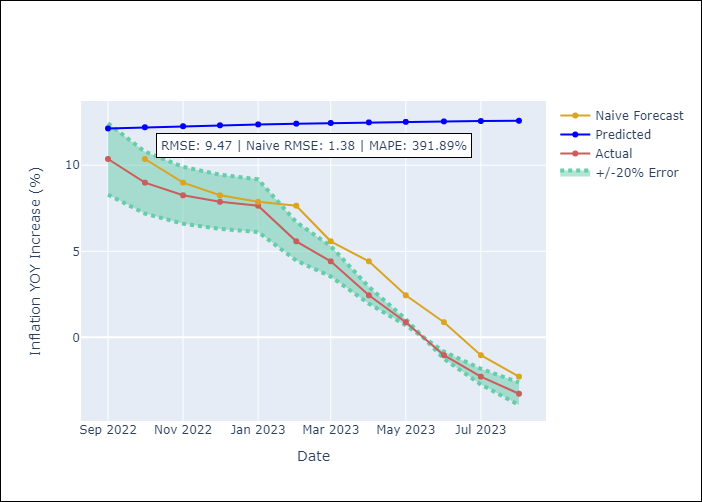 Naive Forecast
Predicted
Actual
+/-20% Error
RMSE: 9.47 | Naive RMSE: 1.38 | MAPE: 391.89%
Inflation YOY Increase (%)
10
5
0
Sep 2022
Nov 2022
Jan 2023
Mar 2023
May 2023
Jul 2023
Date